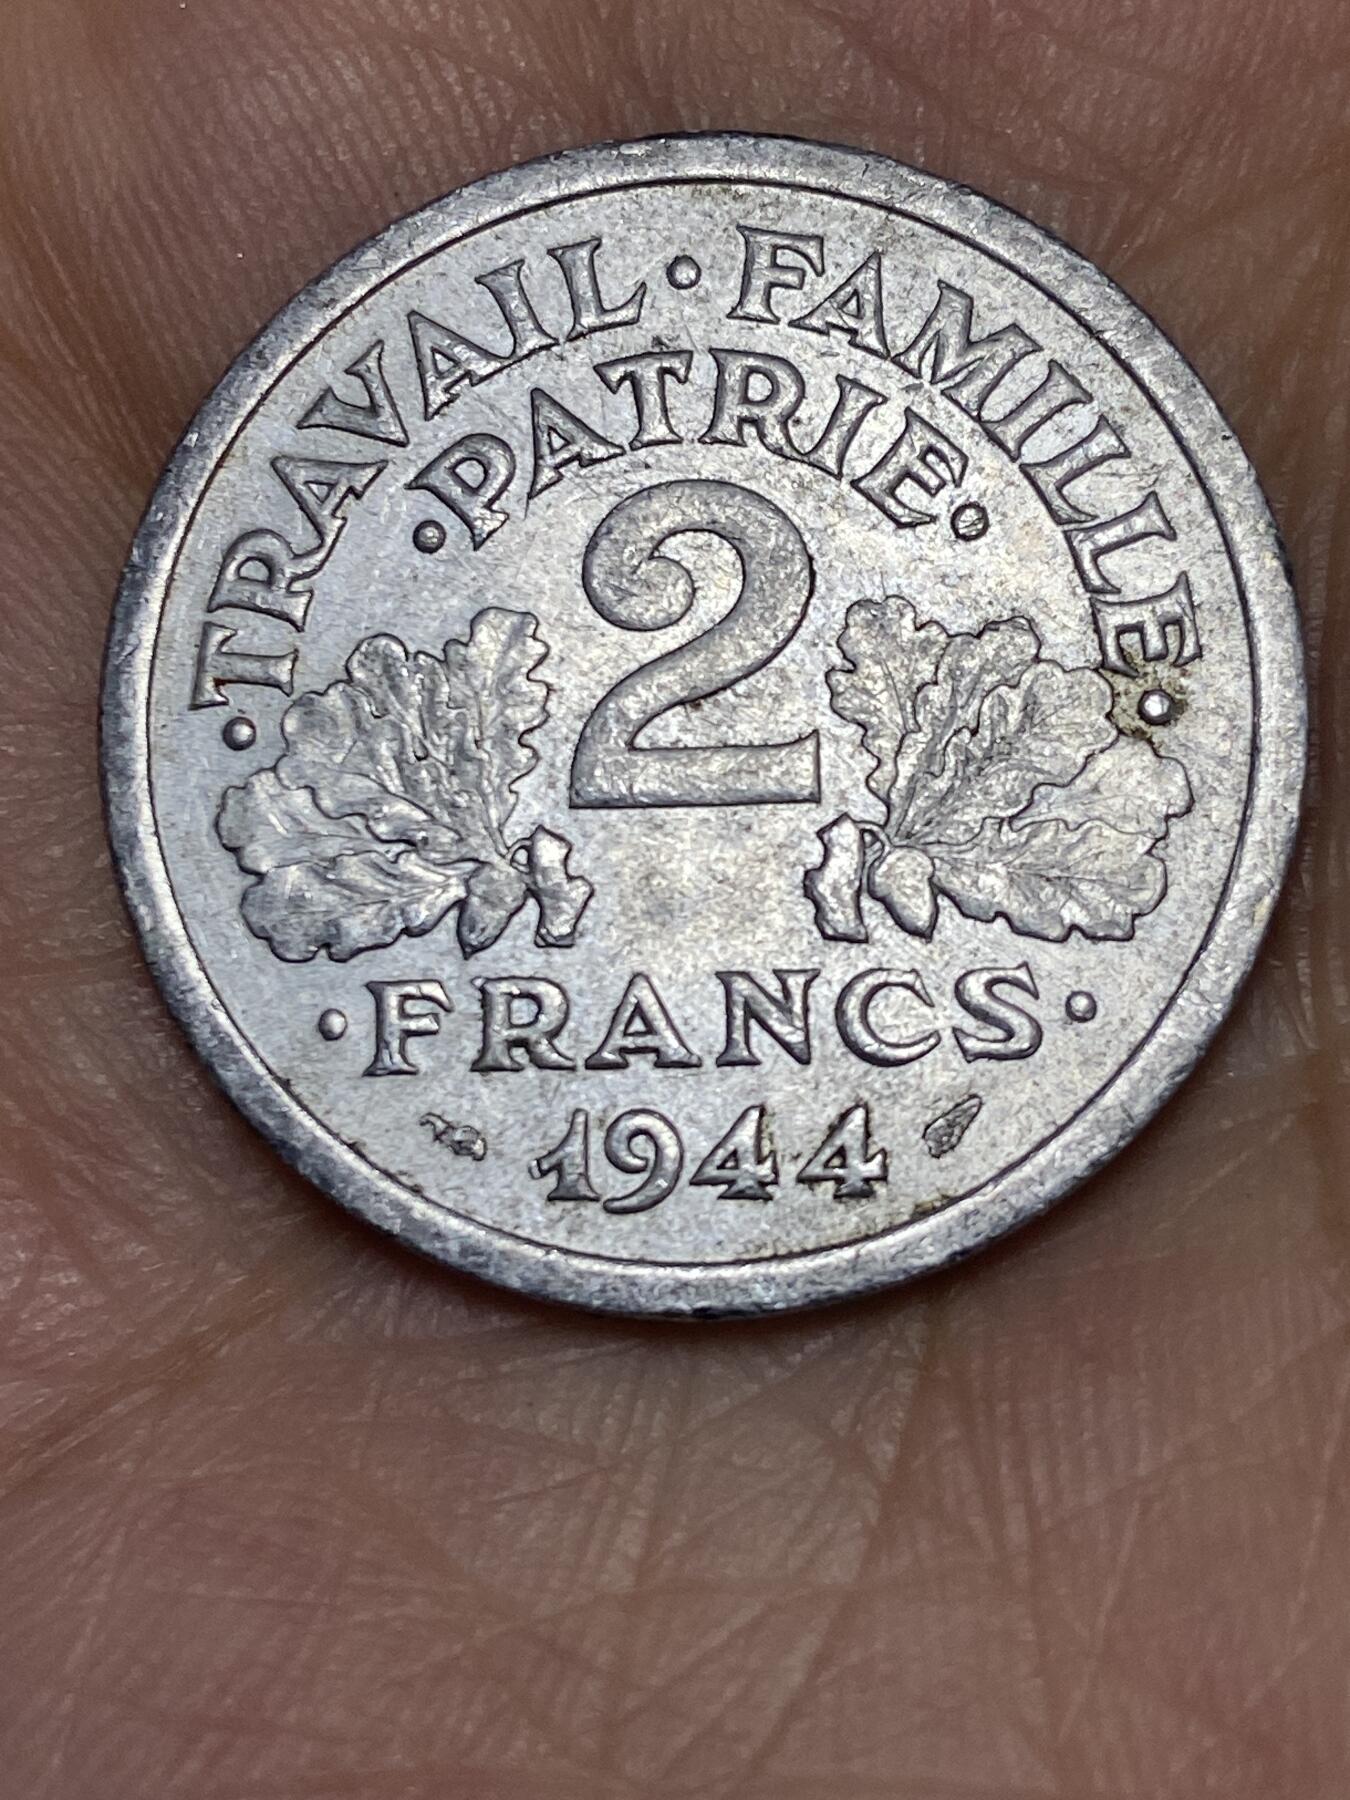 · TRAVAIL · FAMILLE ·
· PATRIE ·
2
· FRANCS ·
1944